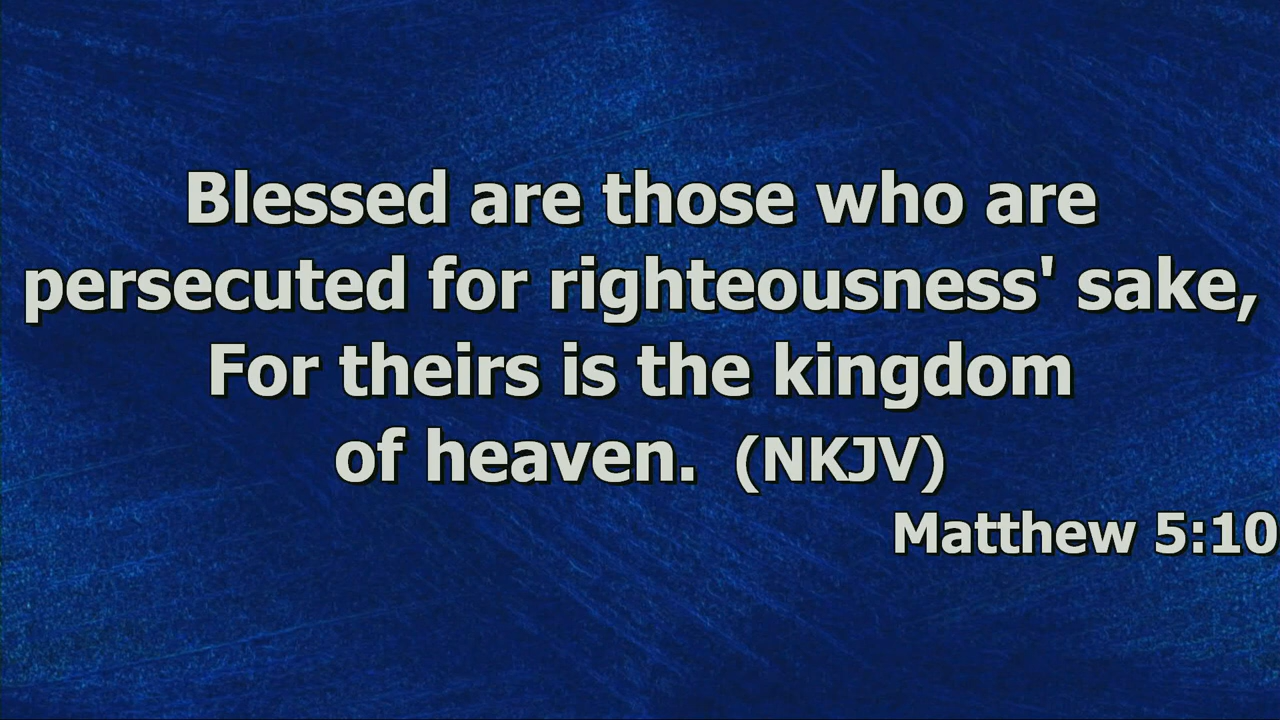 Blessed are those who are
persecuted for righteousness' sake,
For theirs is the kingdom
of heaven. (NKJV)
Matthew 5:10